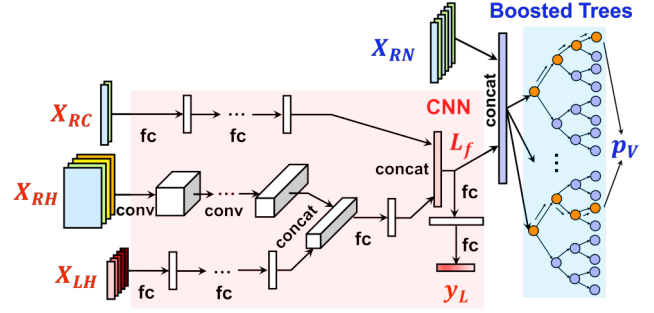 Boosted Trees
X_RN
concat
CNN
X_RC
fc
...
fc
L_f
p_V
concat
X_RH
conv
...
conv
concat
fc
fc
...
X_LH
fc
...
fc
fc
y_L